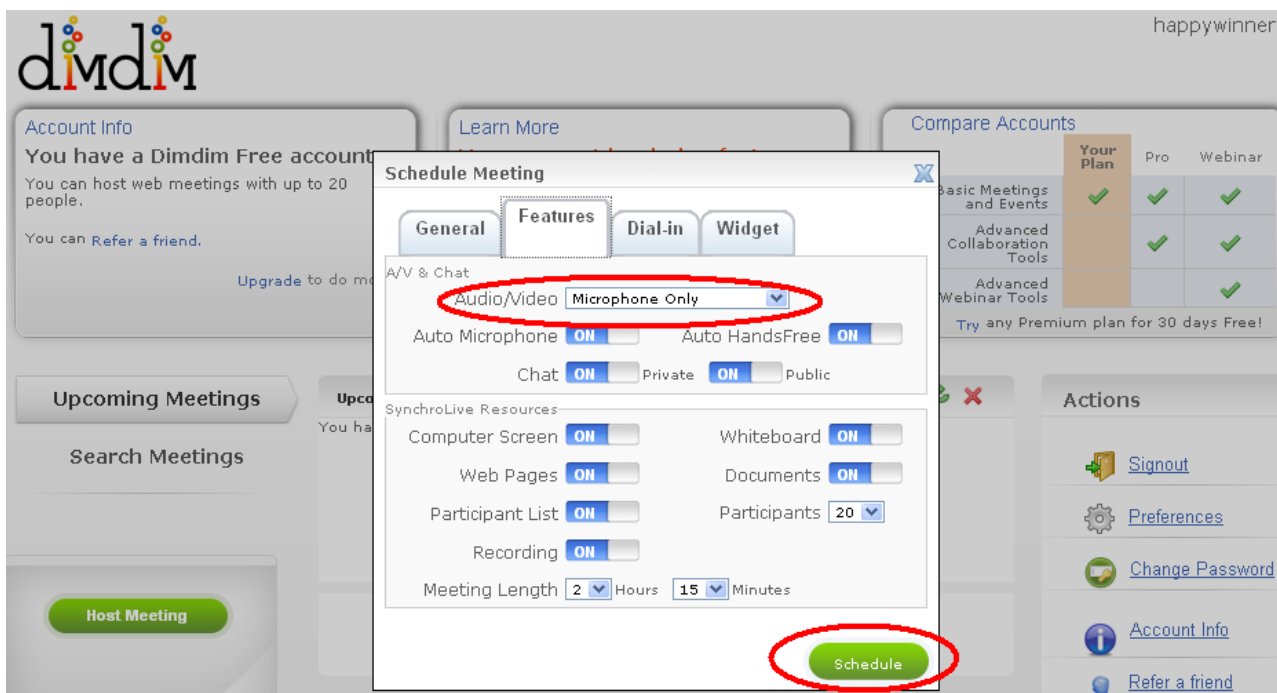 happywinner
dimdim
Account Info
You have a Dimdim Free account
You can host web meetings with up to 20
people.
You can Refer a friend.
Upgrade to do mo
Learn More
Compare Accounts
Your Plan Pro Webinar
Basic Meetings and Events
Advanced Collaboration Tools
Advanced Webinar Tools
Try any Premium plan for 30 days Free!
Schedule Meeting
General Features Dial-in Widget
A/V & Chat
Audio/Video Microphone Only
Auto Microphone ON Auto HandsFree ON
Chat ON Private ON Public
SynchroLive Resources
Computer Screen ON Whiteboard ON
Web Pages ON Documents ON
Participant List ON Participants 20
Recording ON
Meeting Length 2 Hours 15 Minutes
Schedule
Upcoming Meetings
Search Meetings
Host Meeting
Upco
You ha
Actions
Signout
Preferences
Change Password
Account Info
Refer a friend